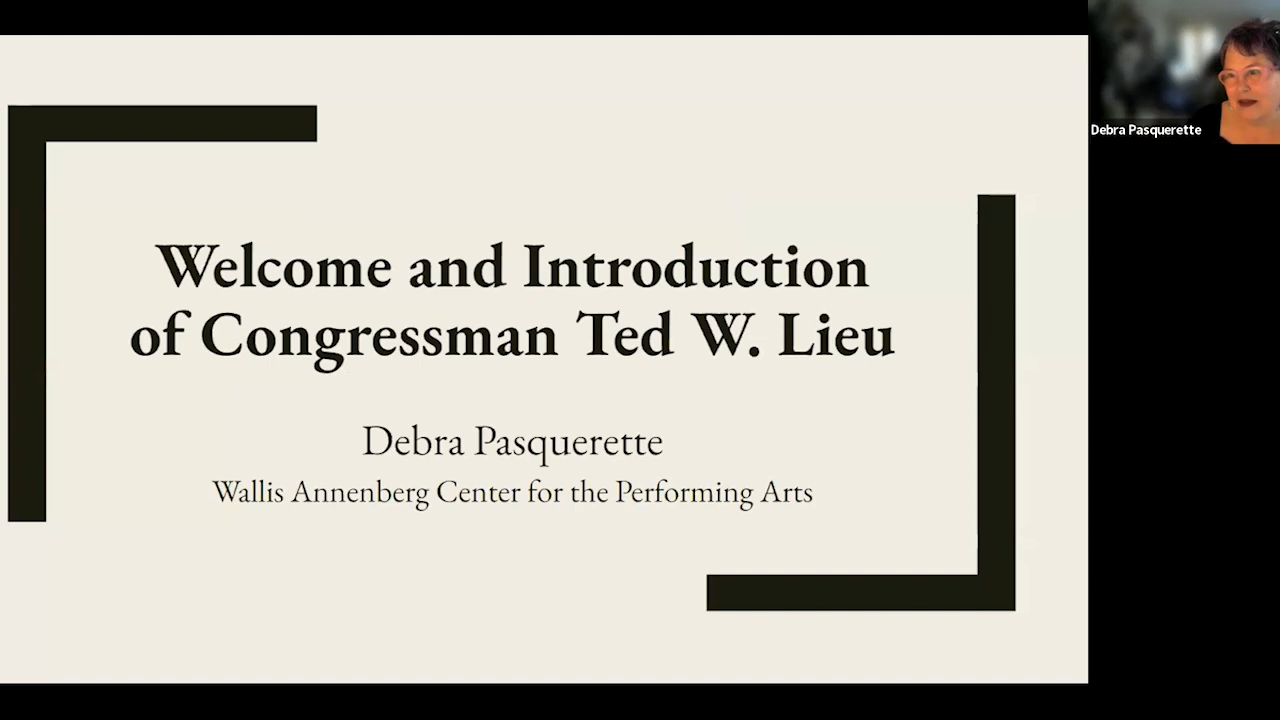 Welcome and Introduction
of Congressman Ted W. Lieu
Debra Pasquerette
Wallis Annenberg Center for the Performing Arts
Debra Pasquerette